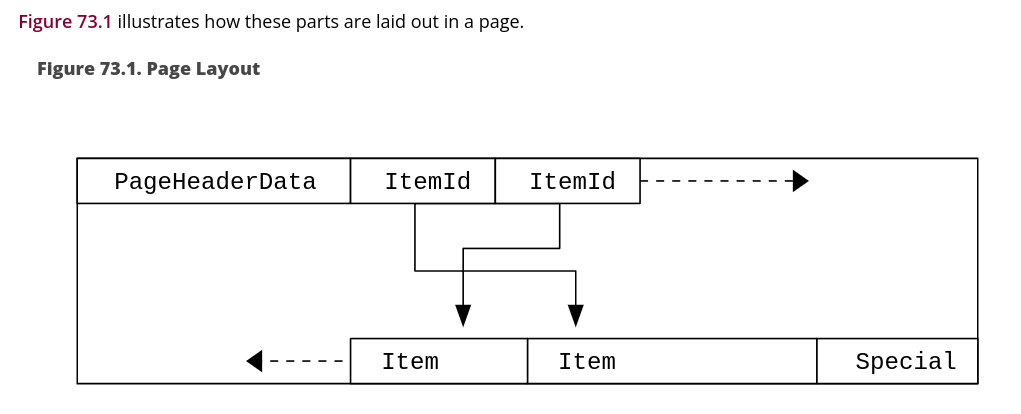 Figure 73.1 illustrates how these parts are laid out in a page.
Figure 73.1. Page Layout
PageHeaderData ItemId ItemId
Item Item Special